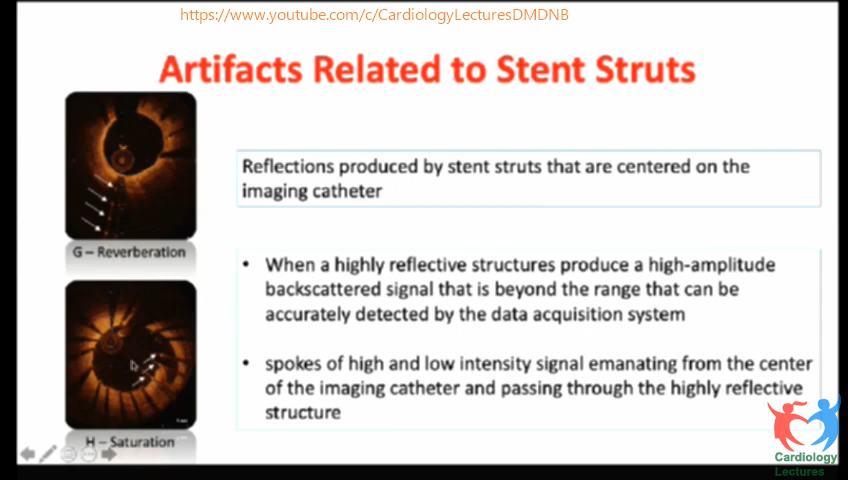 https://www.youtube.com/c/CardiologyLecturesDMDNB
Artifacts Related to Stent Struts
G – Reverberation
Reflections produced by stent struts that are centered on the
imaging catheter
• When a highly reflective structures produce a high-amplitude
backscattered signal that is beyond the range that can be
accurately detected by the data acquisition system
• spokes of high and low intensity signal emanating from the center
of the imaging catheter and passing through the highly reflective
structure
H – Saturation
Cardiology
Lectures